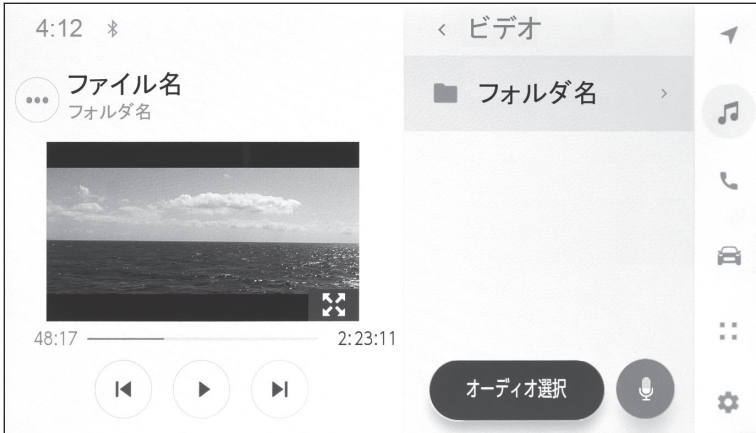 4:12
ファイル名
フォルダ名
48:17
2:23:11
‹ ビデオ
フォルダ名 ›
オーディオ選択